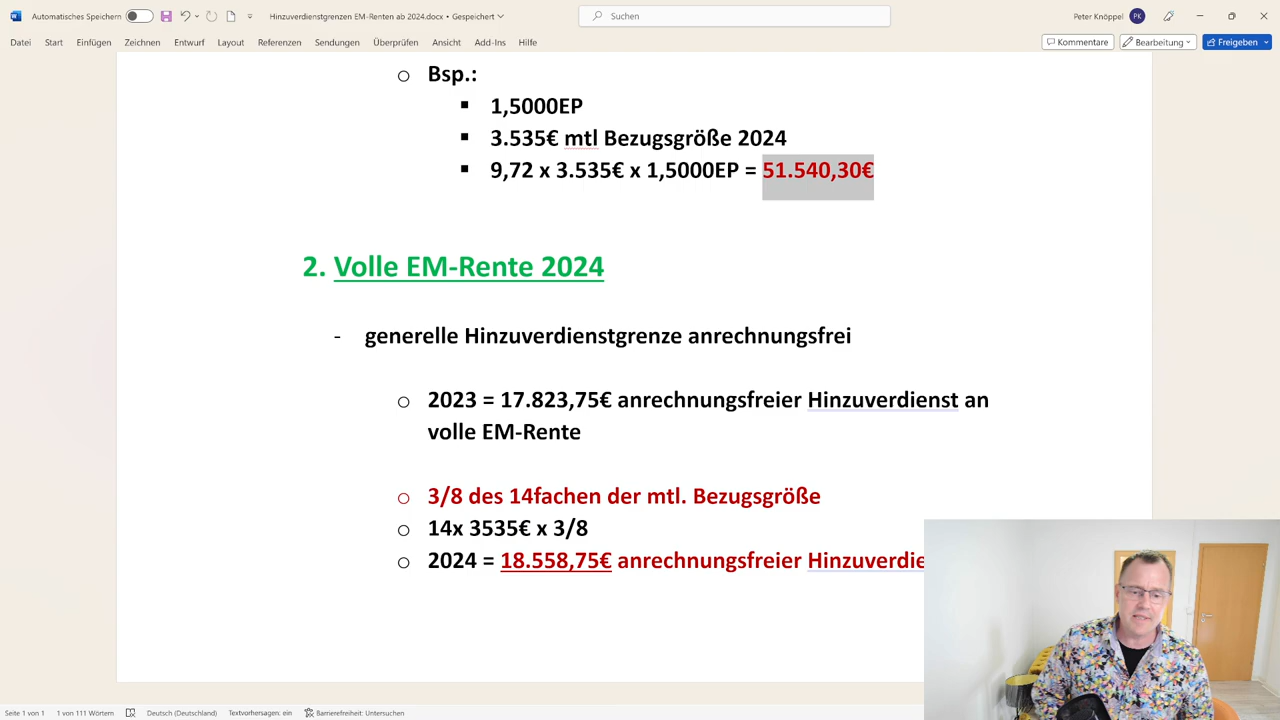 Automatisches Speichern
Hinzuverdienstgrenzen EM-Renten ab 2024.docx • Gespeichert
Suchen
Peter Knöppel
PK
Datei Start Einfügen Zeichnen Entwurf Layout Referenzen Sendungen Überprüfen Ansicht Add-Ins Hilfe
Kommentare Bearbeitung Freigeben
o Bsp.:
▪ 1,5000EP
▪ 3.535€ mtl Bezugsgröße 2024
▪ 9,72 x 3.535€ x 1,5000EP = 51.540,30€
2. Volle EM-Rente 2024
- generelle Hinzuverdienstgrenze anrechnungsfrei
o 2023 = 17.823,75€ anrechnungsfreier Hinzuverdienst an
volle EM-Rente
o 3/8 des 14fachen der mtl. Bezugsgröße
o 14x 3535€ x 3/8
o 2024 = 18.558,75€ anrechnungsfreier Hinzuverdie
Seite 1 von 1 1 von 111 Wörtern Deutsch (Deutschland) Textvorhersagen: ein Barrierefreiheit: Untersuchen